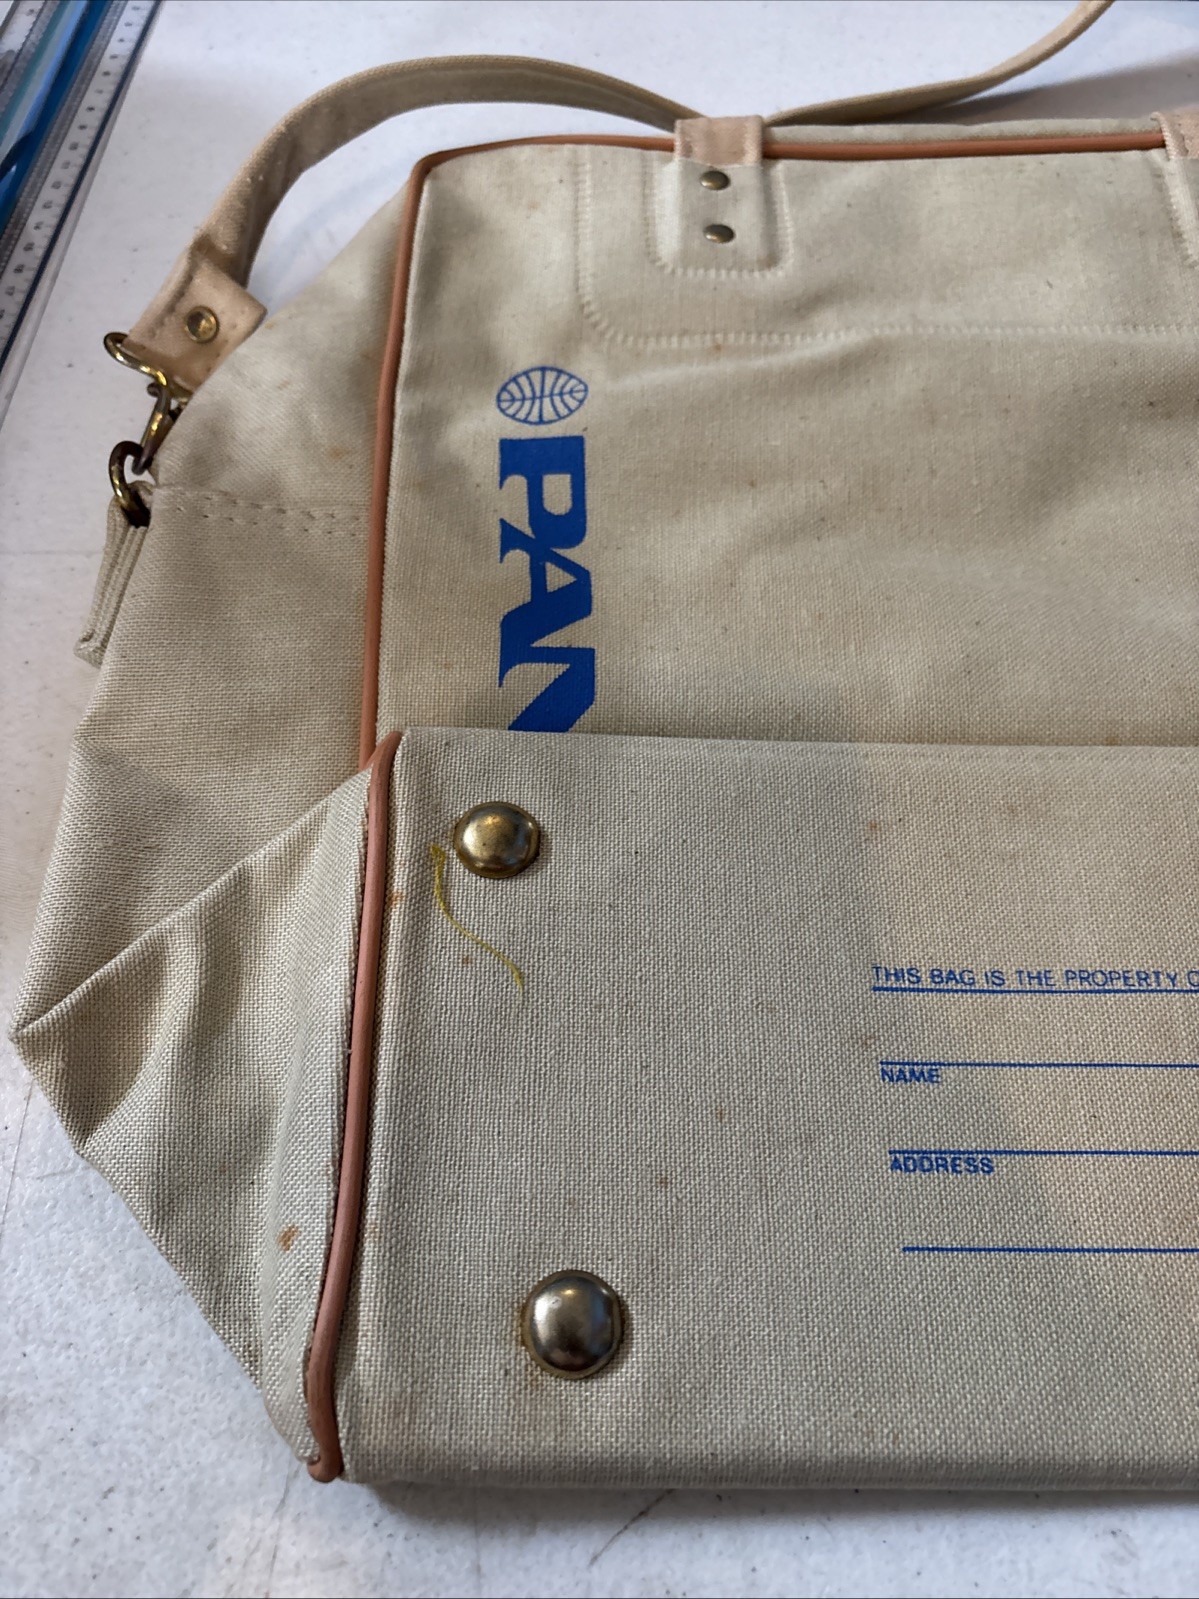 PAN
THIS BAG IS THE PROPERTY
NAME
ADDRESS